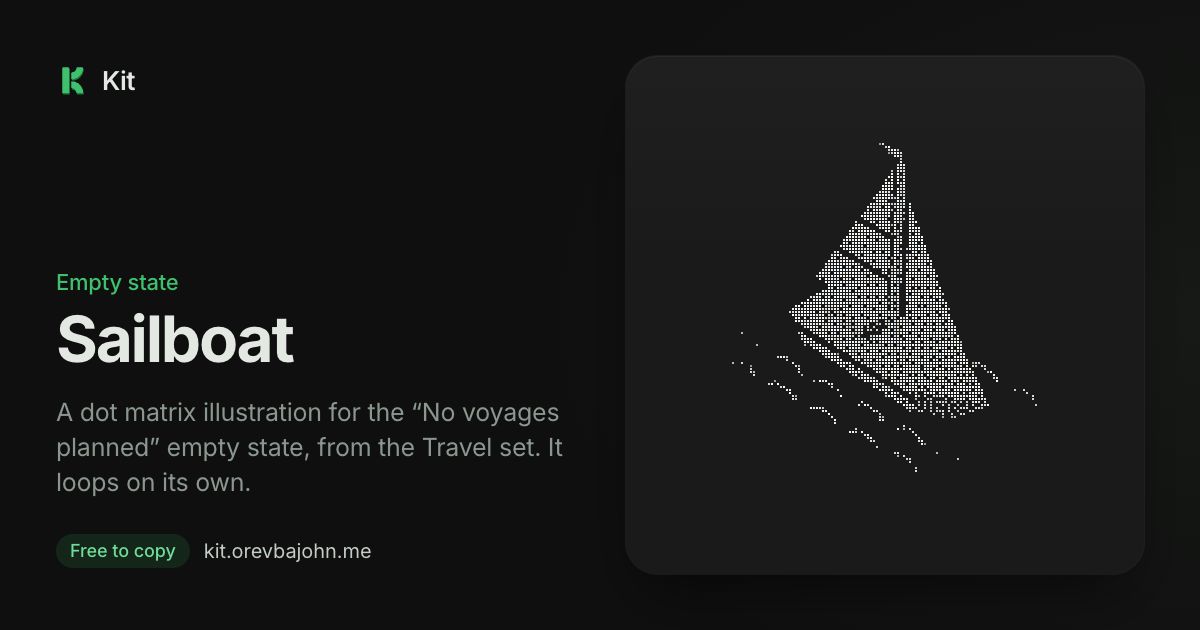 Kit
Empty state
Sailboat
A dot matrix illustration for the “No voyages
planned” empty state, from the Travel set. It
loops on its own.
Free to copy
kit.orevbajohn.me